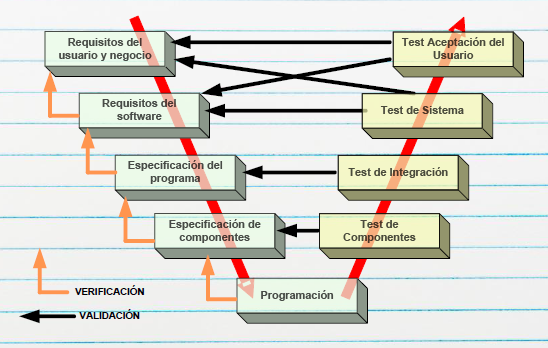 Requisitos del
usuario y negocio
Test Aceptación del
Usuario
Requisitos del
software
Test de Sistema
Especificación del
programa
Test de Integración
Especificación de
componentes
Test de
Componentes
Programación
VERIFICACIÓN
VALIDACIÓN